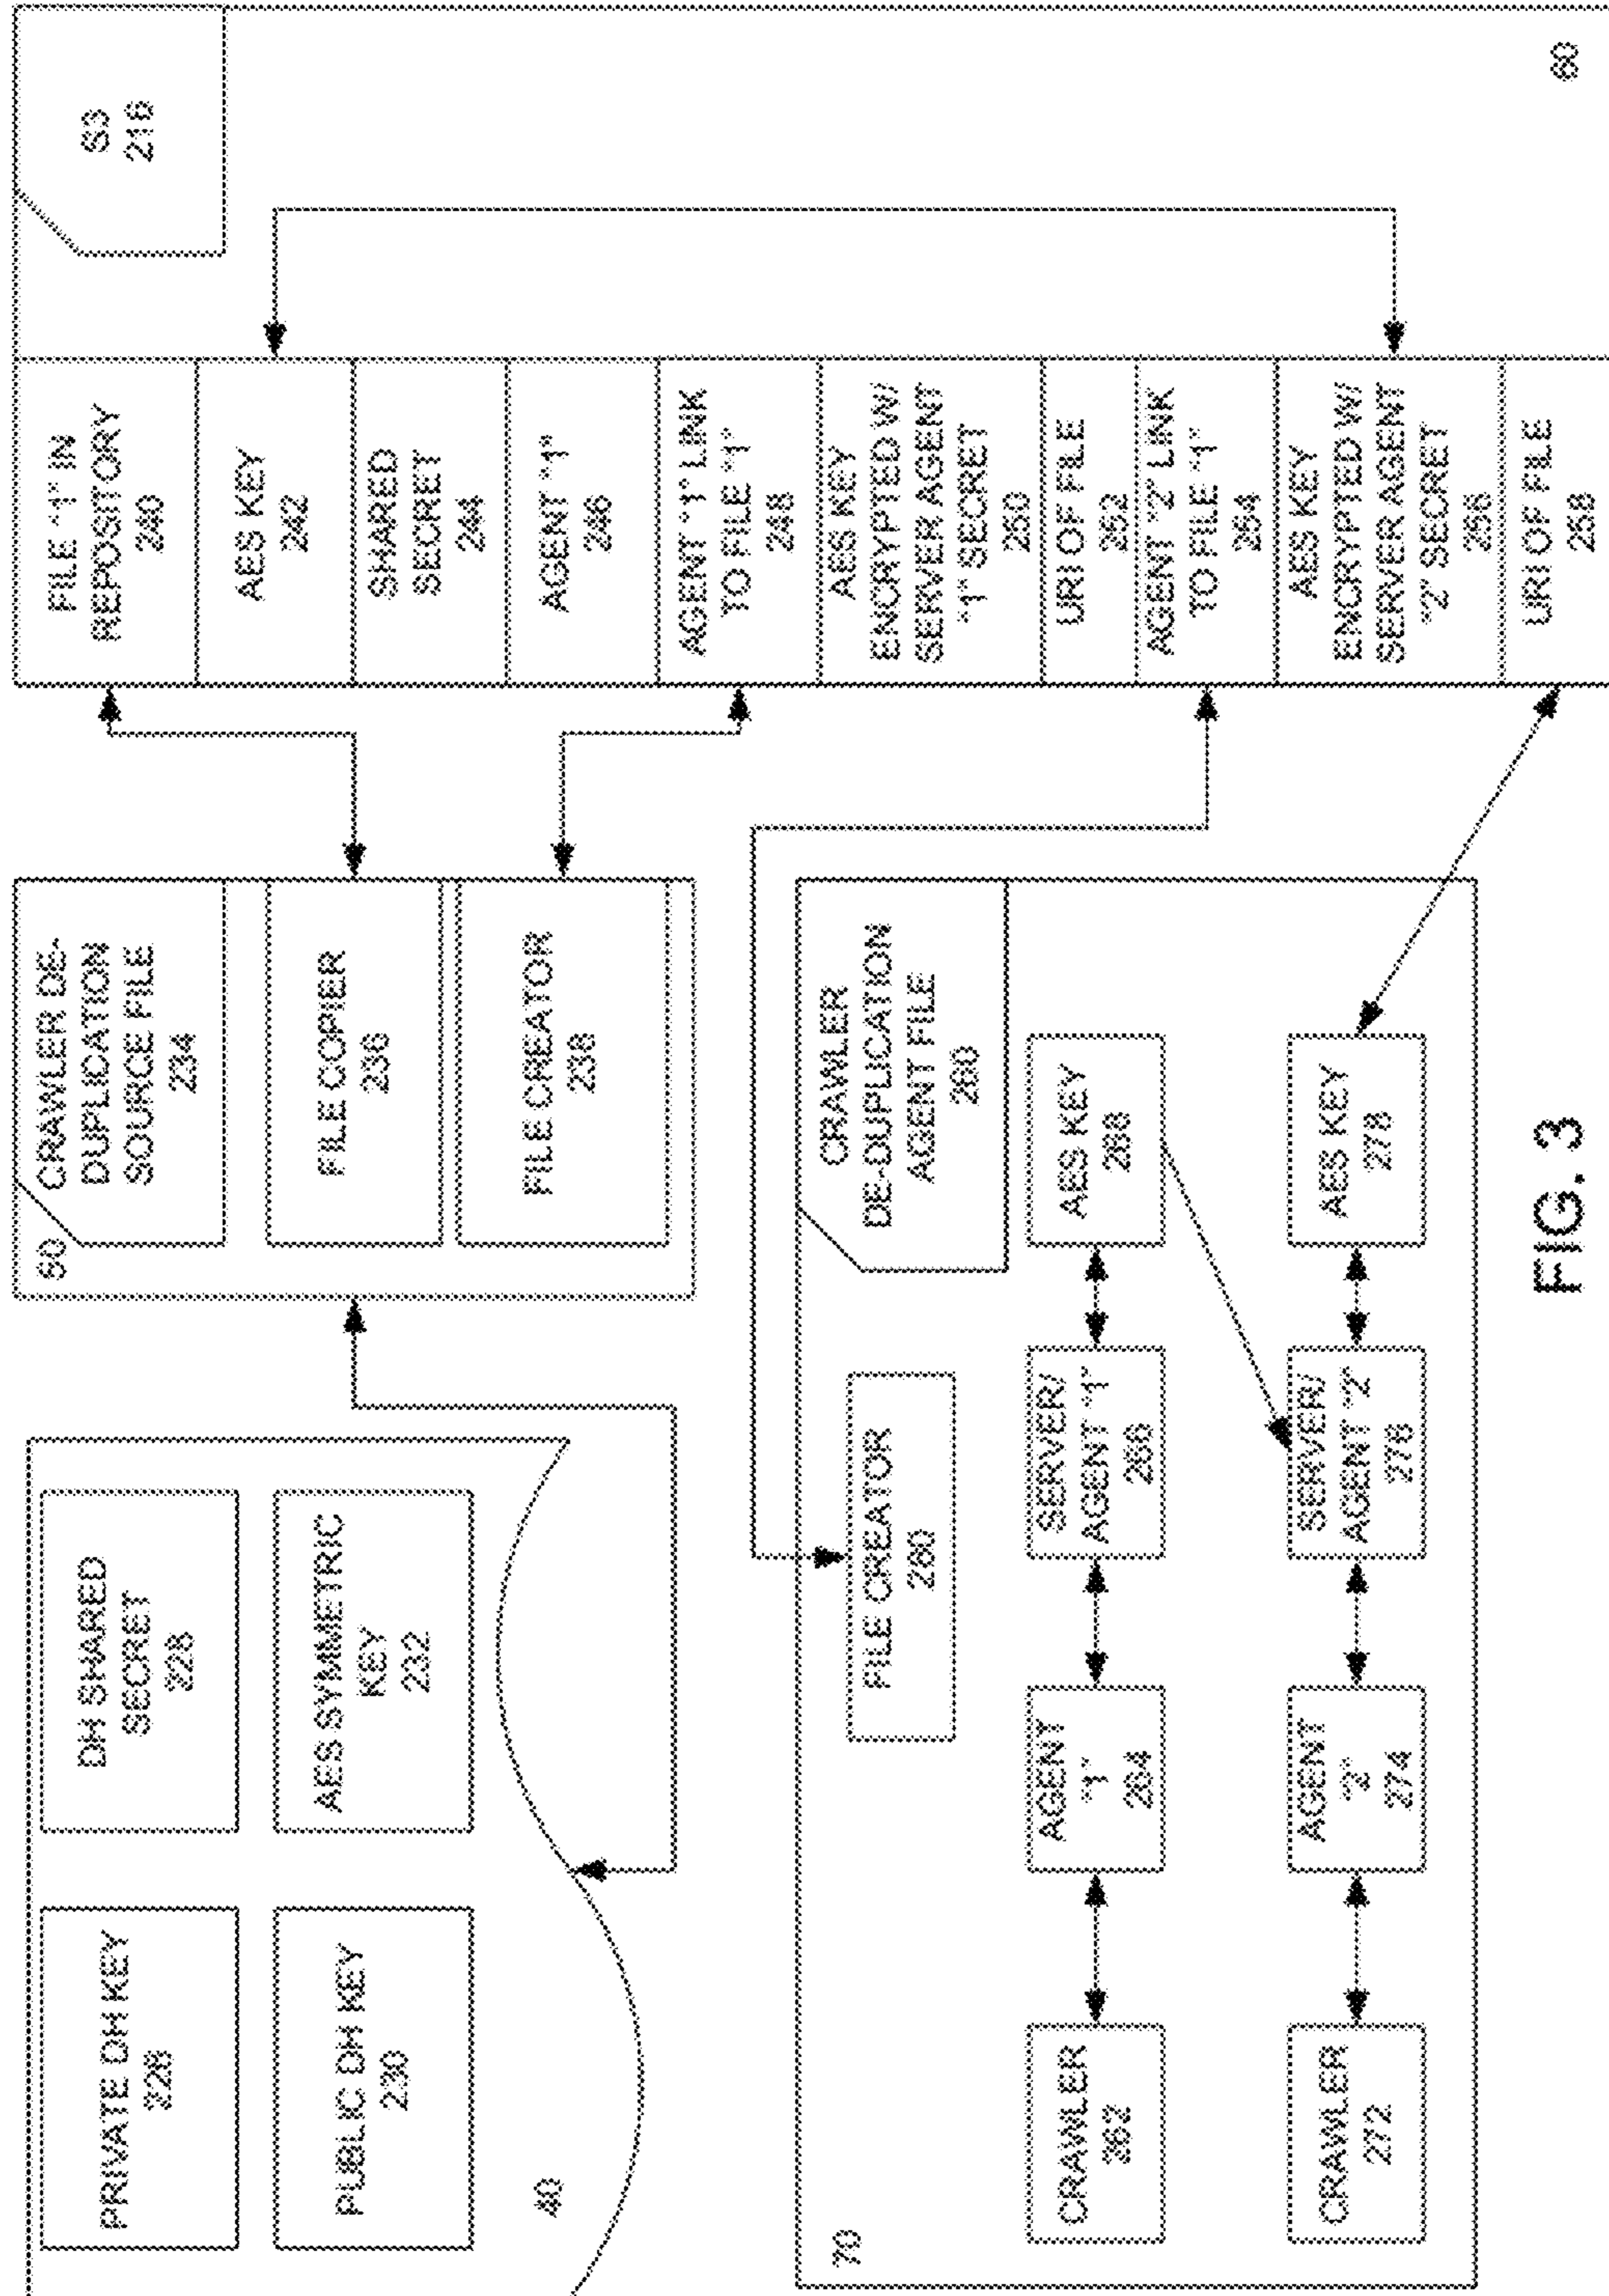 PRIVATE DH KEY
226
DH SHARED
SECRET
228
PUBLIC DH KEY
230
AES SYMMETRIC
KEY
232
40
50
CRAWLER DE-
DUPLICATION
SOURCE FILE
234
FILE COPIER
236
FILE CREATOR
238
S3
216
FILE "1" IN
REPOSITORY
240
AES KEY
242
SHARED
SECRET
244
AGENT "1"
246
AGENT "1" LINK
TO FILE "1"
248
AES KEY
ENCRYPTED W/
SERVER AGENT
"1" SECRET
250
URI OF FILE
252
AGENT "2" LINK
TO FILE "1"
254
AES KEY
ENCRYPTED W/
SERVER AGENT
"2" SECRET
256
URI OF FILE
258
60
70
FILE CREATOR
280
CRAWLER
DE-DUPLICATION
AGENT FILE
260
CRAWLER
262
AGENT
"1"
264
SERVER/
AGENT "1"
266
AES KEY
268
CRAWLER
272
AGENT
"2"
274
SERVER/
AGENT "2"
276
AES KEY
278
FIG. 3